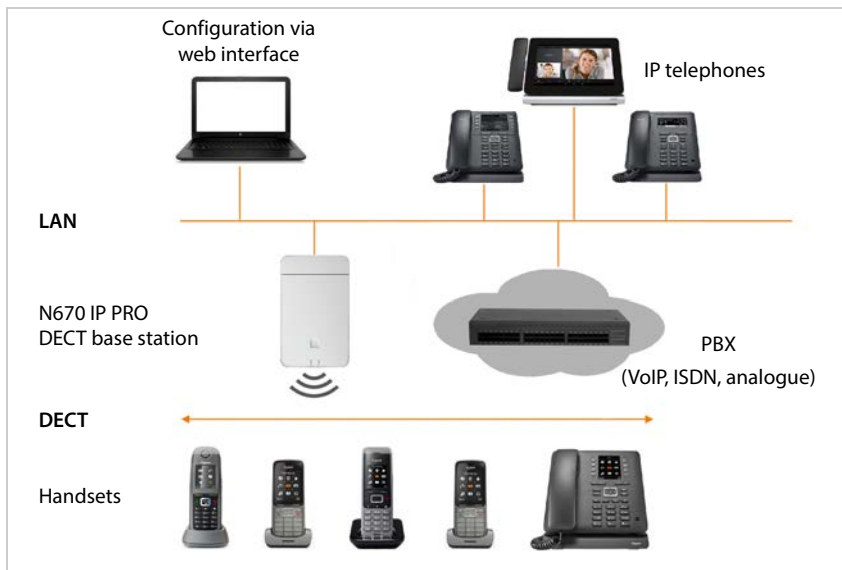 Configuration via
web interface
IP telephones
LAN
N670 IP PRO
DECT base station
PBX
(VoIP, ISDN, analogue)
DECT
Handsets